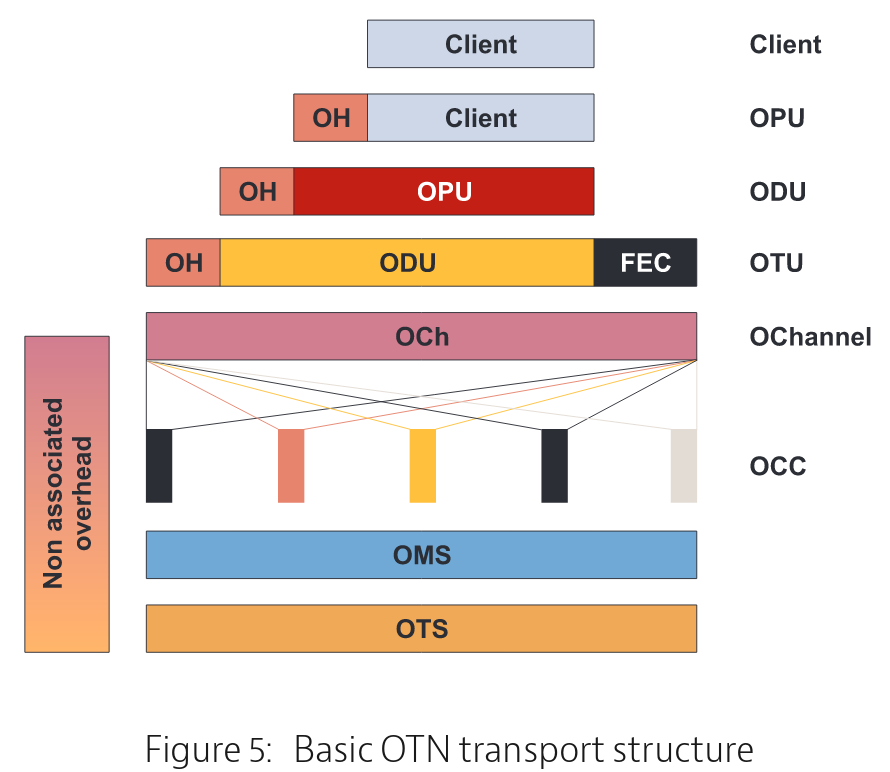 Client Client
OH Client OPU
OH OPU ODU
OH ODU FEC OTU
OCh OChannel
Non associated
overhead
OCC
OMS
OTS
Figure 5: Basic OTN transport structure